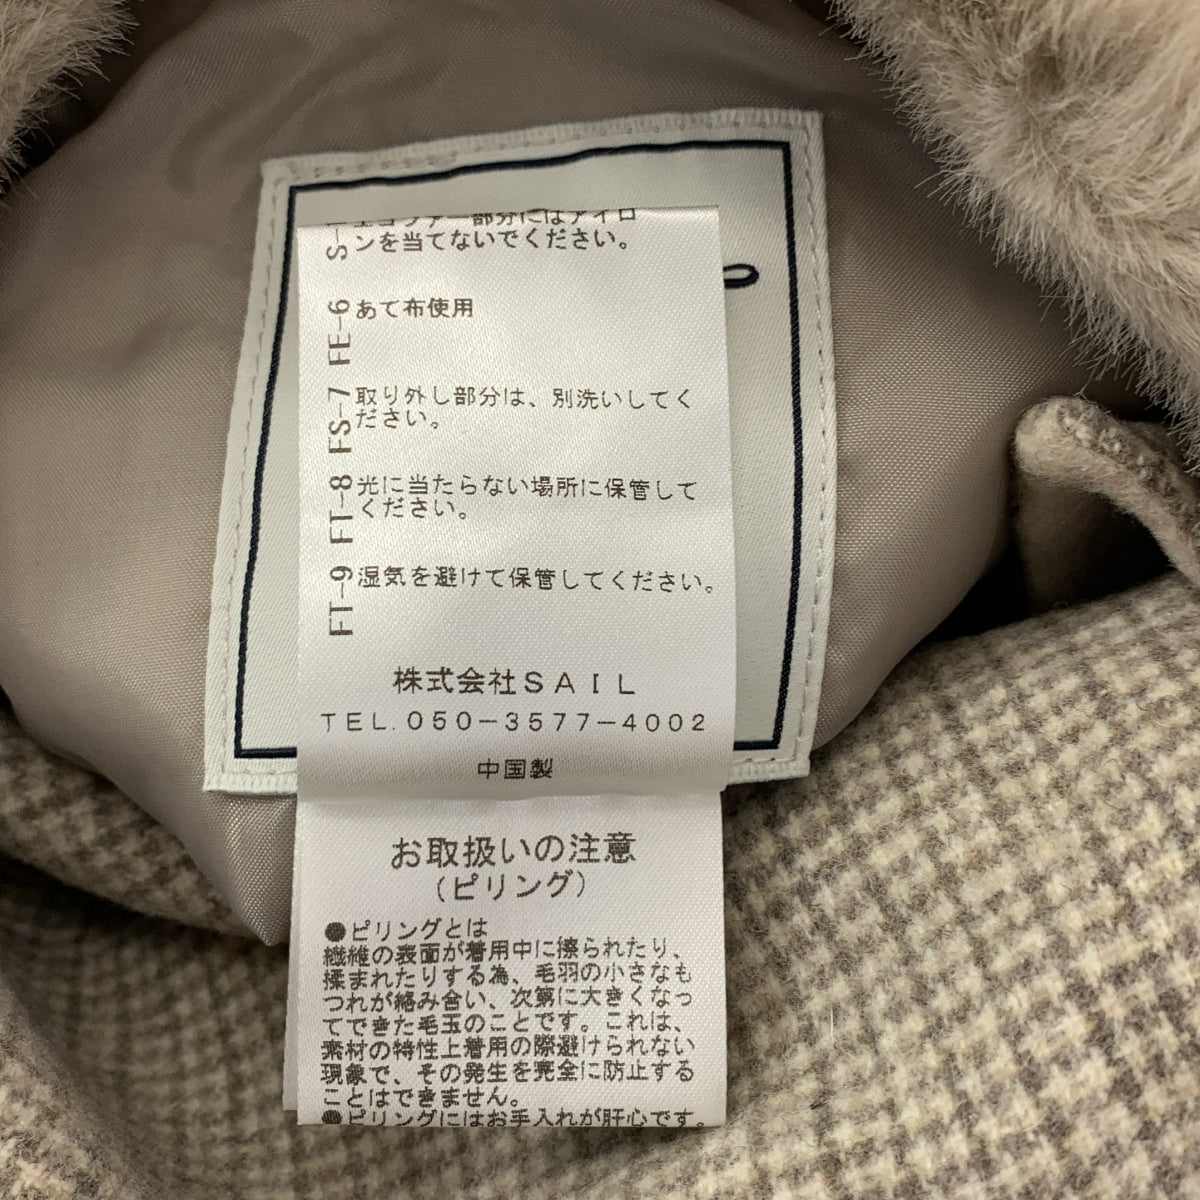 エコファー部分にはアイロ
ンを当てないでください。
FE-6 あて布使用
FS-7 取り外し部分は、別洗いしてく
ださい。
FT-8 光に当たらない場所に保管して
ください。
FT-9 湿気を避けて保管してください。
株式会社SAIL
TEL.050-3577-4002
中国製
お取扱いの注意
(ピリング)
●ピリングとは
繊維の表面が着用中に擦られたり、
揉まれたりする為、毛羽の小さなも
つれが絡み合い、次第に大きくなっ
てできた毛玉のことです。これは、
素材の特性上着用の際避けられない
現象で、その発生を完全に防止する
ことはできません。
●ピリングにはお手入れが肝心です。